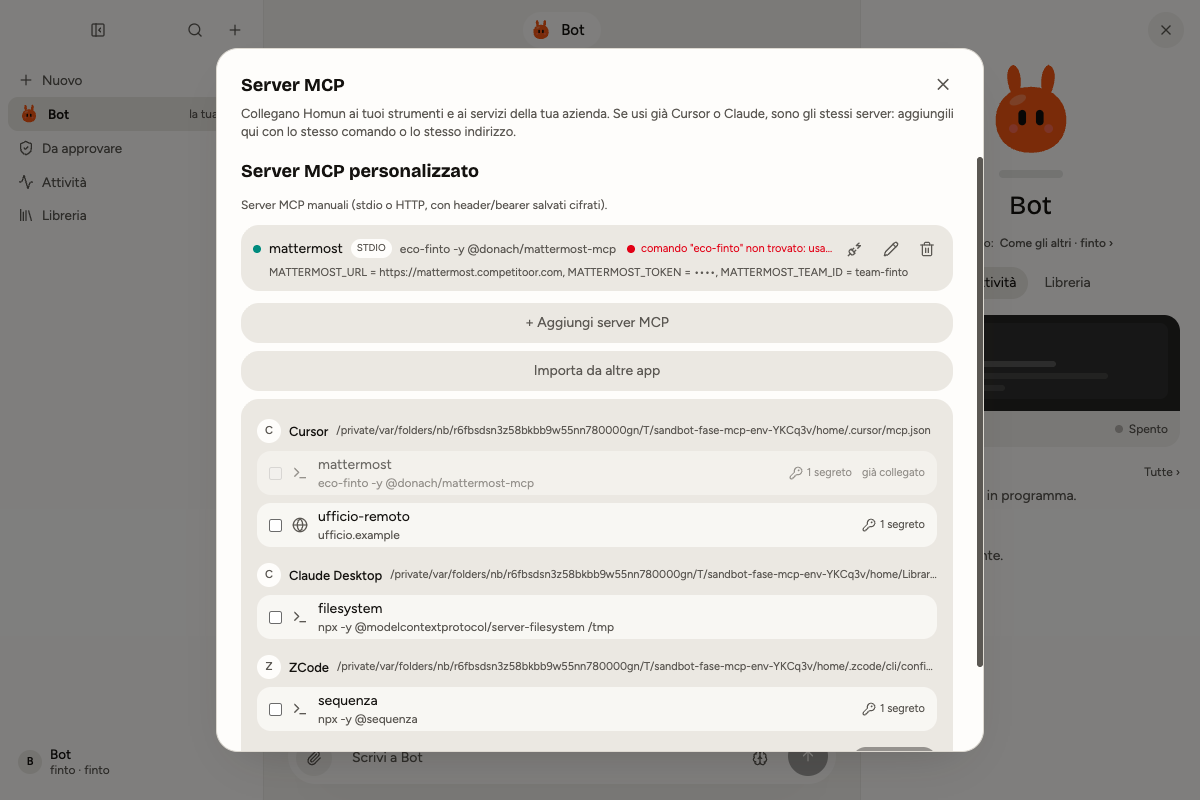 Bot
Nuovo
Bot
la tua
Da approvare
Attività
Libreria
Server MCP
Collegano Homun ai tuoi strumenti e ai servizi della tua azienda. Se usi già Cursor o Claude, sono gli stessi server: aggiungili
qui con lo stesso comando o lo stesso indirizzo.
Server MCP personalizzato
Server MCP manuali (stdio o HTTP, con header/bearer salvati cifrati).
mattermost STDIO eco-finto -y @donach/mattermost-mcp comando "eco-finto" non trovato: usa...
MATTERMOST_URL = https://mattermost.competitoor.com, MATTERMOST_TOKEN = ••••, MATTERMOST_TEAM_ID = team-finto
+ Aggiungi server MCP
Importa da altre app
C Cursor /private/var/folders/nb/r6fbsdsn3z58bkbb9w55nn780000gn/T/sandbot-fase-mcp-env-YKCq3v/home/.cursor/mcp.json
mattermost
eco-finto -y @donach/mattermost-mcp
1 segreto già collegato
ufficio-remoto
ufficio.example
1 segreto
C Claude Desktop /private/var/folders/nb/r6fbsdsn3z58bkbb9w55nn780000gn/T/sandbot-fase-mcp-env-YKCq3v/home/Librar...
filesystem
npx -y @modelcontextprotocol/server-filesystem /tmp
Z ZCode /private/var/folders/nb/r6fbsdsn3z58bkbb9w55nn780000gn/T/sandbot-fase-mcp-env-YKCq3v/home/.zcode/cli/confi...
sequenza
npx -y @sequenza
1 segreto
Bot
o: Come gli altri · finto ›
tività
Libreria
Spento
Tutte ›
in programma.
nte.
B
Bot
finto · finto
Scrivi a Bot